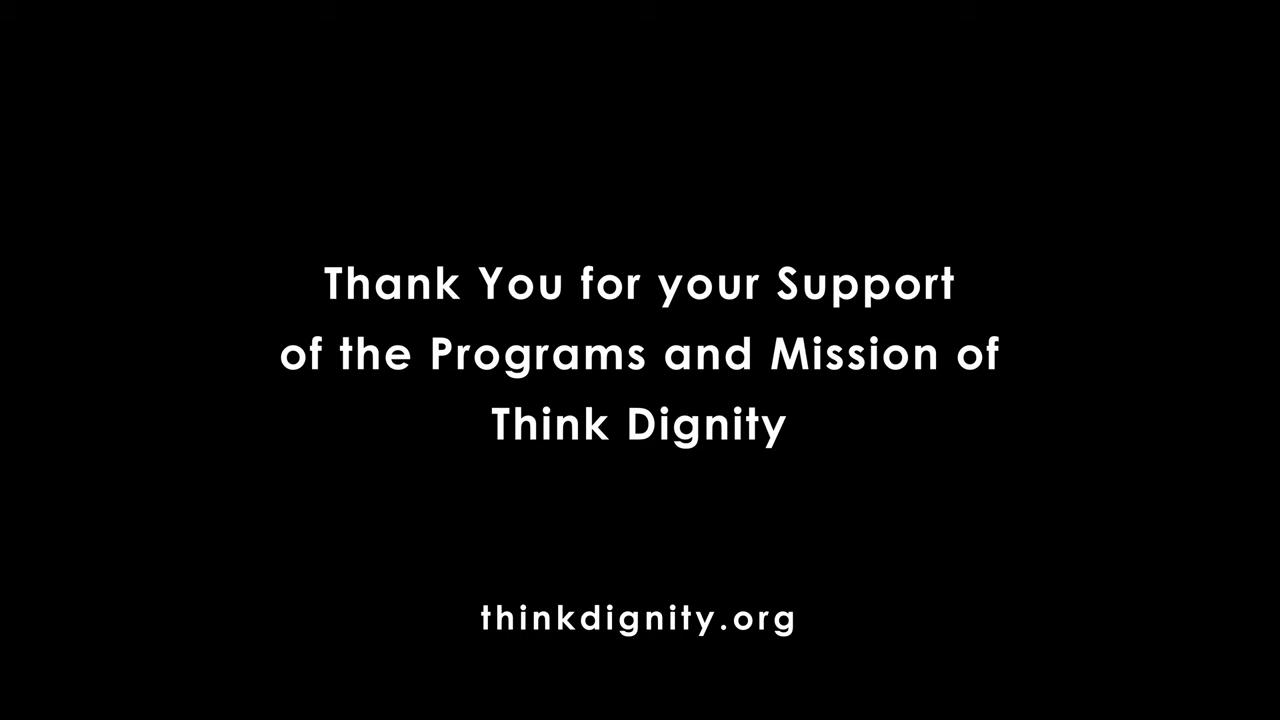 Thank You for your Support
of the Programs and Mission of
Think Dignity
thinkdignity.org